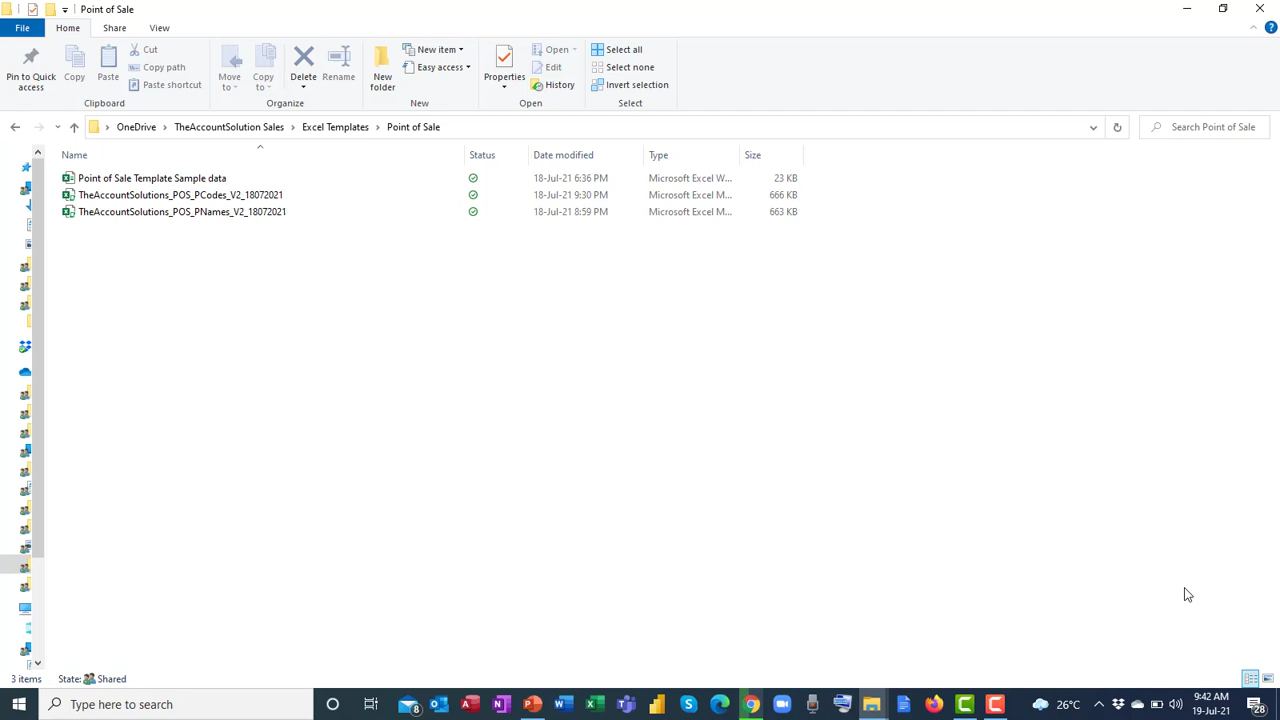 Point of Sale
File Home Share View
Pin to Quick access
Copy
Paste
Cut
Copy path
Paste shortcut
Clipboard
Move to
Copy to
Delete
Rename
Organize
New folder
New item
Easy access
New
Properties
Open
Edit
History
Open
Select all
Select none
Invert selection
Select
OneDrive > TheAccountSolution Sales > Excel Templates > Point of Sale
Search Point of Sale
Name Status Date modified Type Size
Point of Sale Template Sample data 18-Jul-21 6:36 PM Microsoft Excel W... 23 KB
TheAccountSolutions_POS_PCodes_V2_18072021 18-Jul-21 9:30 PM Microsoft Excel M... 666 KB
TheAccountSolutions_POS_PNames_V2_18072021 18-Jul-21 8:59 PM Microsoft Excel M... 663 KB
3 items State: Shared
Type here to search
8
26°C
9:42 AM
19-Jul-21
28